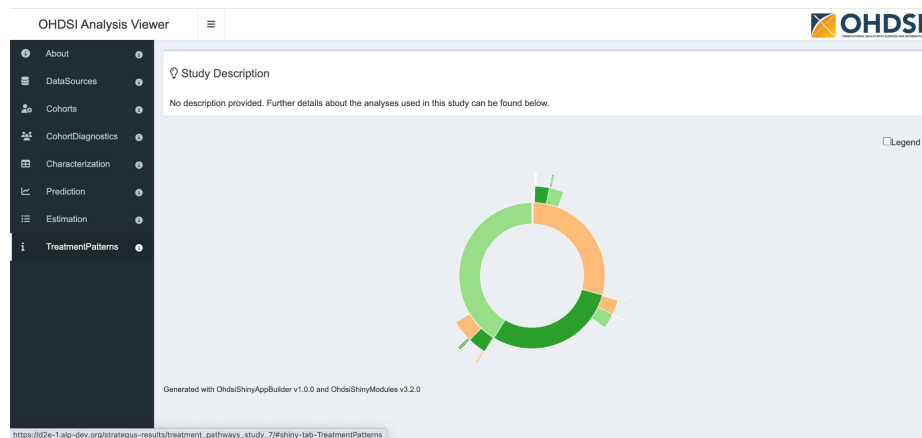 OHDSI Analysis Viewer
OHDSI
About
DataSources
Cohorts
CohortDiagnostics
Characterization
Prediction
Estimation
TreatmentPatterns
Study Description
No description provided. Further details about the analyses used in this study can be found below.
Legend
Generated with OhdsiShinyAppBuilder v1.0.0 and OhdsiShinyModules v3.2.0
https://d2e-1.alp-dev.org/strategus-results/treatment_pathways_study_7/#shiny-tab-TreatmentPatterns